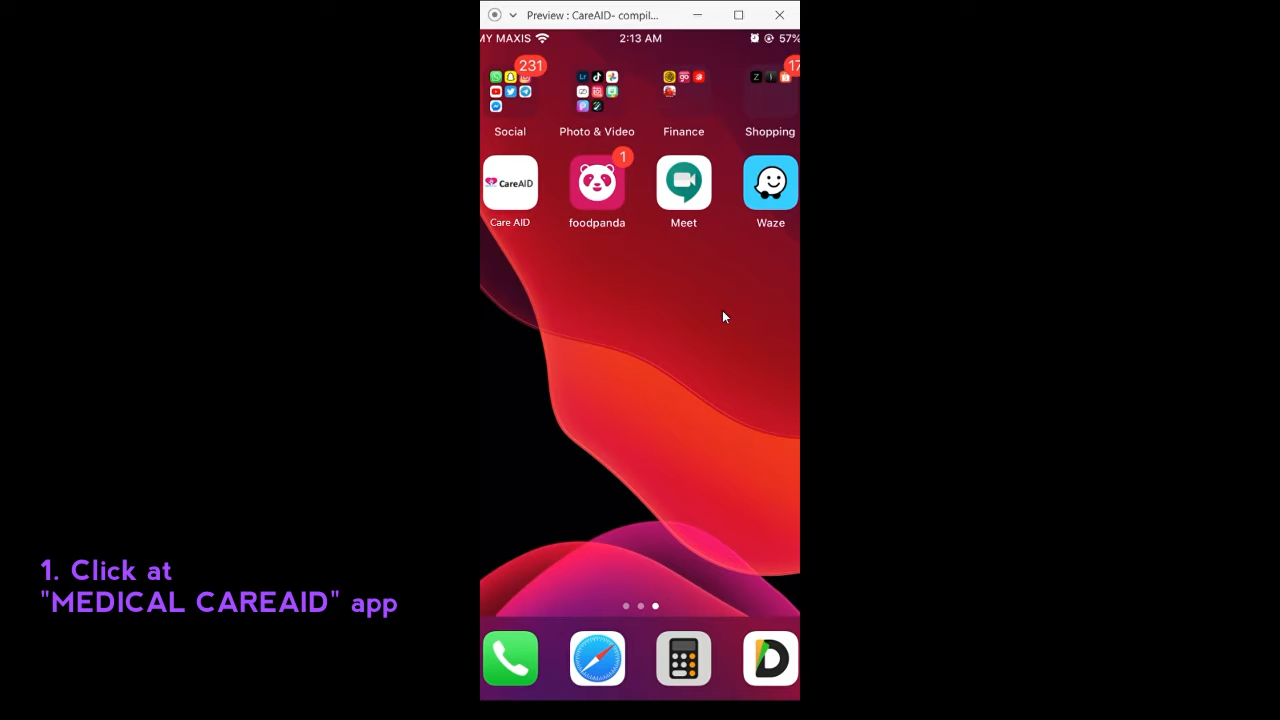 Preview : CareAID- compil...
MY MAXIS
2:13 AM
57%
231
17
Social
Photo & Video
Finance
Shopping
CareAID
1
Care AID
foodpanda
Meet
Waze
1. Click at
"MEDICAL CAREAID" app